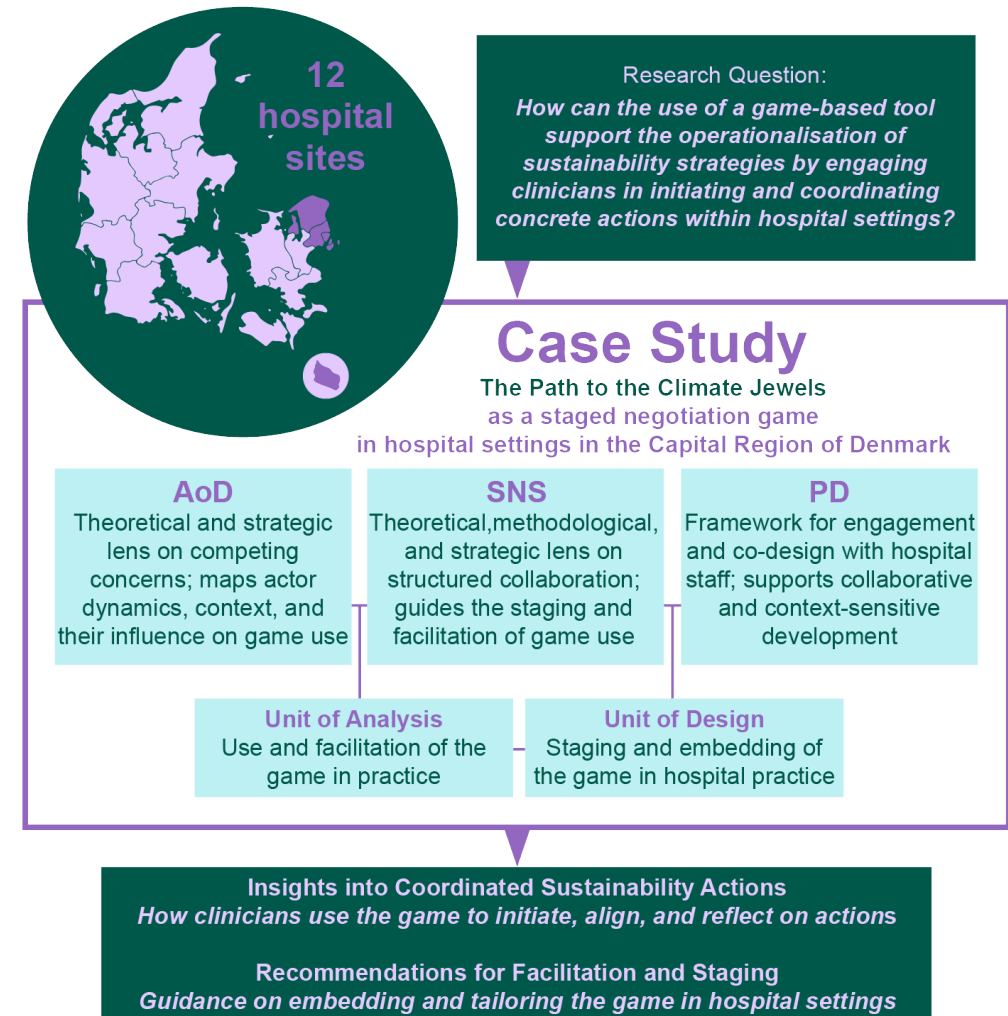 12
hospital
sites
Research Question:
How can the use of a game-based tool
support the operationalisation of
sustainability strategies by engaging
clinicians in initiating and coordinating
concrete actions within hospital settings?
Case Study
The Path to the Climate Jewels
as a staged negotiation game
in hospital settings in the Capital Region of Denmark
AoD
Theoretical and strategic
lens on competing
concerns; maps actor
dynamics, context, and
their influence on game use
SNS
Theoretical,methodological,
and strategic lens on
structured collaboration;
guides the staging and
facilitation of game use
PD
Framework for engagement
and co-design with hospital
staff; supports collaborative
and context-sensitive
development
Unit of Analysis
Use and facilitation of the
game in practice
Unit of Design
Staging and embedding of
the game in hospital practice
Insights into Coordinated Sustainability Actions
How clinicians use the game to initiate, align, and reflect on actions
Recommendations for Facilitation and Staging
Guidance on embedding and tailoring the game in hospital settings